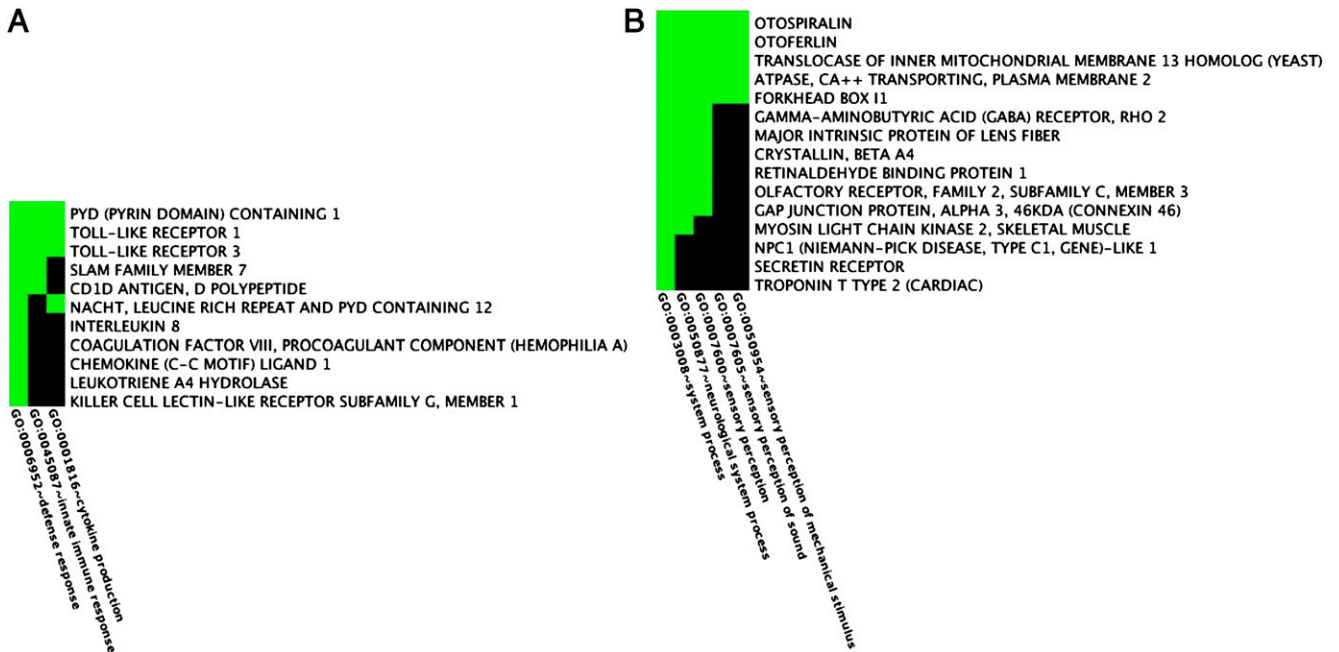 A
PYD (PYRIN DOMAIN) CONTAINING 1
TOLL-LIKE RECEPTOR 1
TOLL-LIKE RECEPTOR 3
SLAM FAMILY MEMBER 7
CD1D ANTIGEN, D POLYPEPTIDE
NACHT, LEUCINE RICH REPEAT AND PYD CONTAINING 12
INTERLEUKIN 8
COAGULATION FACTOR VIII, PROCOAGULANT COMPONENT (HEMOPHILIA A)
CHEMOKINE (C-C MOTIF) LIGAND 1
LEUKOTRIENE A4 HYDROLASE
KILLER CELL LECTIN-LIKE RECEPTOR SUBFAMILY G, MEMBER 1
GO:0006952~defense response
GO:0045087~innate immune response
GO:0001816~cytokine production
B
OTOSPIRALIN
OTOFERLIN
TRANSLOCASE OF INNER MITOCHONDRIAL MEMBRANE 13 HOMOLOG (YEAST)
ATPASE, CA++ TRANSPORTING, PLASMA MEMBRANE 2
FORKHEAD BOX I1
GAMMA-AMINOBUTYRIC ACID (GABA) RECEPTOR, RHO 2
MAJOR INTRINSIC PROTEIN OF LENS FIBER
CRYSTALLIN, BETA A4
RETINALDEHYDE BINDING PROTEIN 1
OLFACTORY RECEPTOR, FAMILY 2, SUBFAMILY C, MEMBER 3
GAP JUNCTION PROTEIN, ALPHA 3, 46KDA (CONNEXIN 46)
MYOSIN LIGHT CHAIN KINASE 2, SKELETAL MUSCLE
NPC1 (NIEMANN-PICK DISEASE, TYPE C1, GENE)-LIKE 1
SECRETIN RECEPTOR
TROPONIN T TYPE 2 (CARDIAC)
GO:0003008~system process
GO:0050877~neurological system process
GO:0007600~sensory perception
GO:0007605~sensory perception of sound
GO:0050954~sensory perception of mechanical stimulus